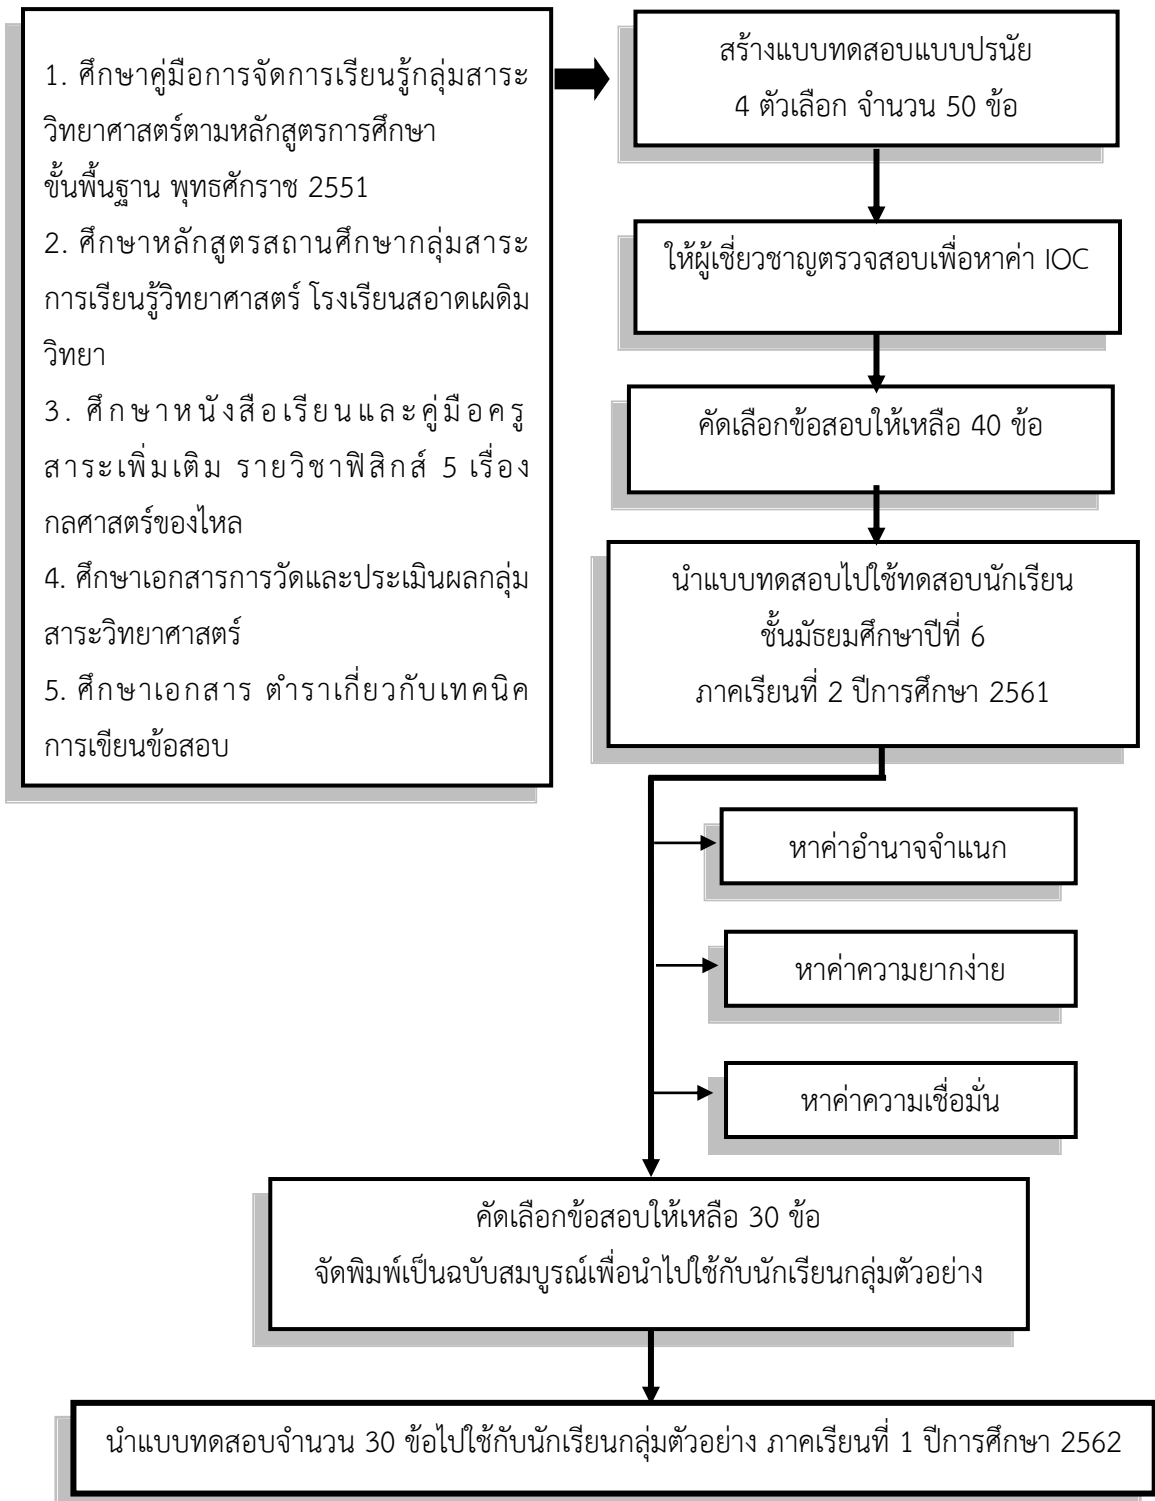 1. ศึกษาคู่มือการจัดการเรียนรู้กลุ่มสาระ
วิทยาศาสตร์ตามหลักสูตรการศึกษา
ขั้นพื้นฐาน พุทธศักราช 2551
2. ศึกษาหลักสูตรสถานศึกษากลุ่มสาระ
การเรียนรู้วิทยาศาสตร์ โรงเรียนสอาดเผดิม
วิทยา
3. ศึกษาหนังสือเรียนและคู่มือครู
สาระเพิ่มเติม รายวิชาฟิสิกส์ 5 เรื่อง
กลศาสตร์ของไหล
4. ศึกษาเอกสารการวัดและประเมินผลกลุ่ม
สาระวิทยาศาสตร์
5. ศึกษาเอกสาร ตำราเกี่ยวกับเทคนิค
การเขียนข้อสอบ
สร้างแบบทดสอบแบบปรนัย
4 ตัวเลือก จำนวน 50 ข้อ
ให้ผู้เชี่ยวชาญตรวจสอบเพื่อหาค่า IOC
คัดเลือกข้อสอบให้เหลือ 40 ข้อ
นำแบบทดสอบไปใช้ทดสอบนักเรียน
ชั้นมัธยมศึกษาปีที่ 6
ภาคเรียนที่ 2 ปีการศึกษา 2561
หาค่าอำนาจจำแนก
หาค่าความยากง่าย
หาค่าความเชื่อมั่น
คัดเลือกข้อสอบให้เหลือ 30 ข้อ
จัดพิมพ์เป็นฉบับสมบูรณ์เพื่อนำไปใช้กับนักเรียนกลุ่มตัวอย่าง
นำแบบทดสอบจำนวน 30 ข้อไปใช้กับนักเรียนกลุ่มตัวอย่าง ภาคเรียนที่ 1 ปีการศึกษา 2562